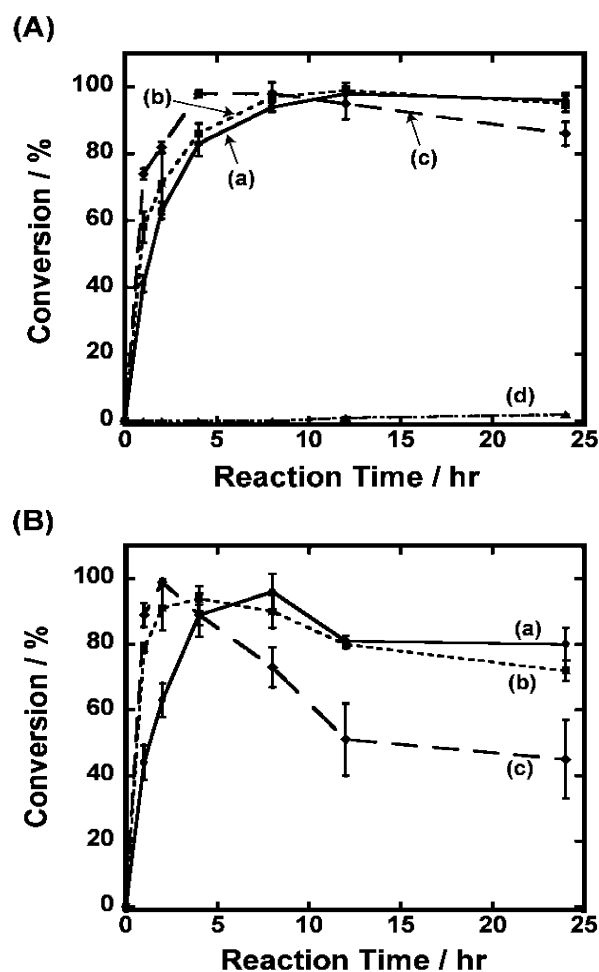 (A)
100
80
60
40
20
0
Conversion / %
(b)
(a)
(c)
(d)
0 5 10 15 20 25
Reaction Time / hr
(B)
100
80
60
40
20
0
Conversion / %
(a)
(b)
(c)
0 5 10 15 20 25
Reaction Time / hr